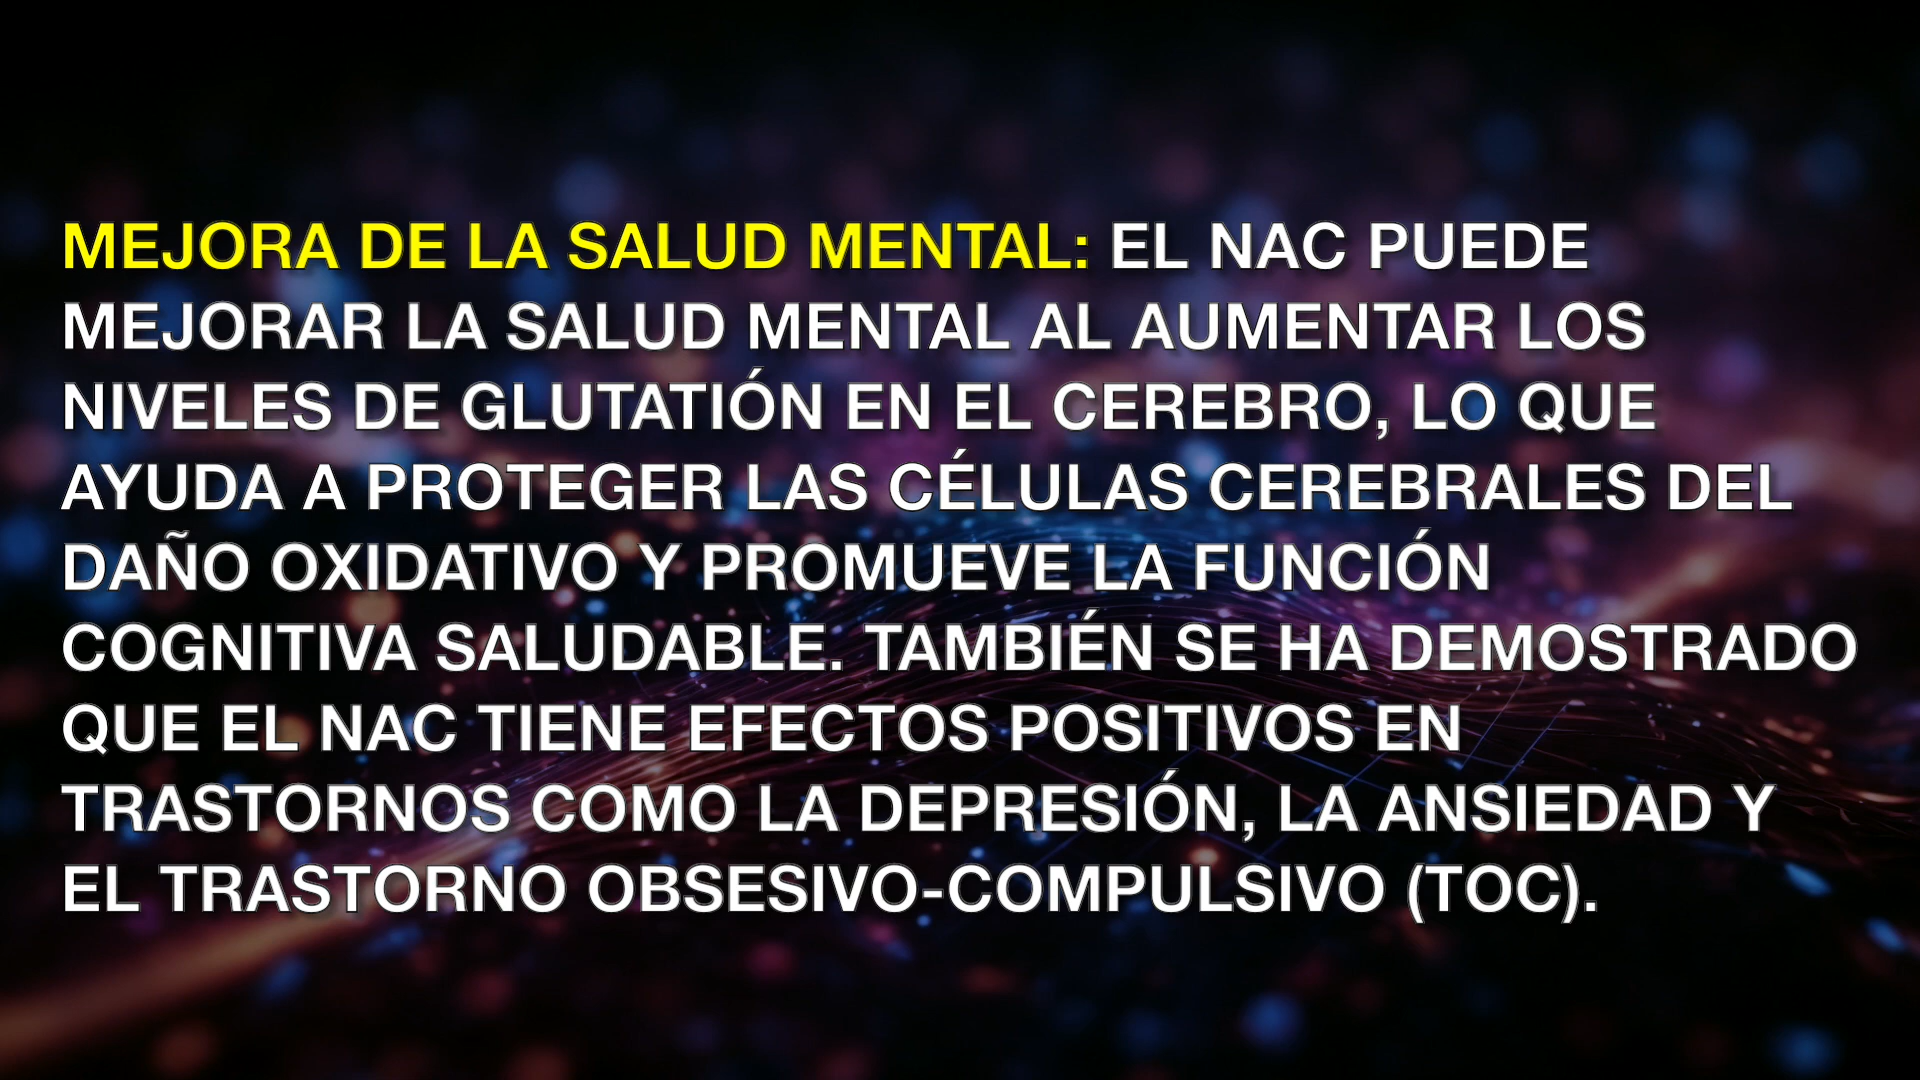 MEJORA DE LA SALUD MENTAL: EL NAC PUEDE
MEJORAR LA SALUD MENTAL AL AUMENTAR LOS
NIVELES DE GLUTATIÓN EN EL CEREBRO, LO QUE
AYUDA A PROTEGER LAS CÉLULAS CEREBRALES DEL
DAÑO OXIDATIVO Y PROMUEVE LA FUNCIÓN
COGNITIVA SALUDABLE. TAMBIÉN SE HA DEMOSTRADO
QUE EL NAC TIENE EFECTOS POSITIVOS EN
TRASTORNOS COMO LA DEPRESIÓN, LA ANSIEDAD Y
EL TRASTORNO OBSESIVO-COMPULSIVO (TOC).